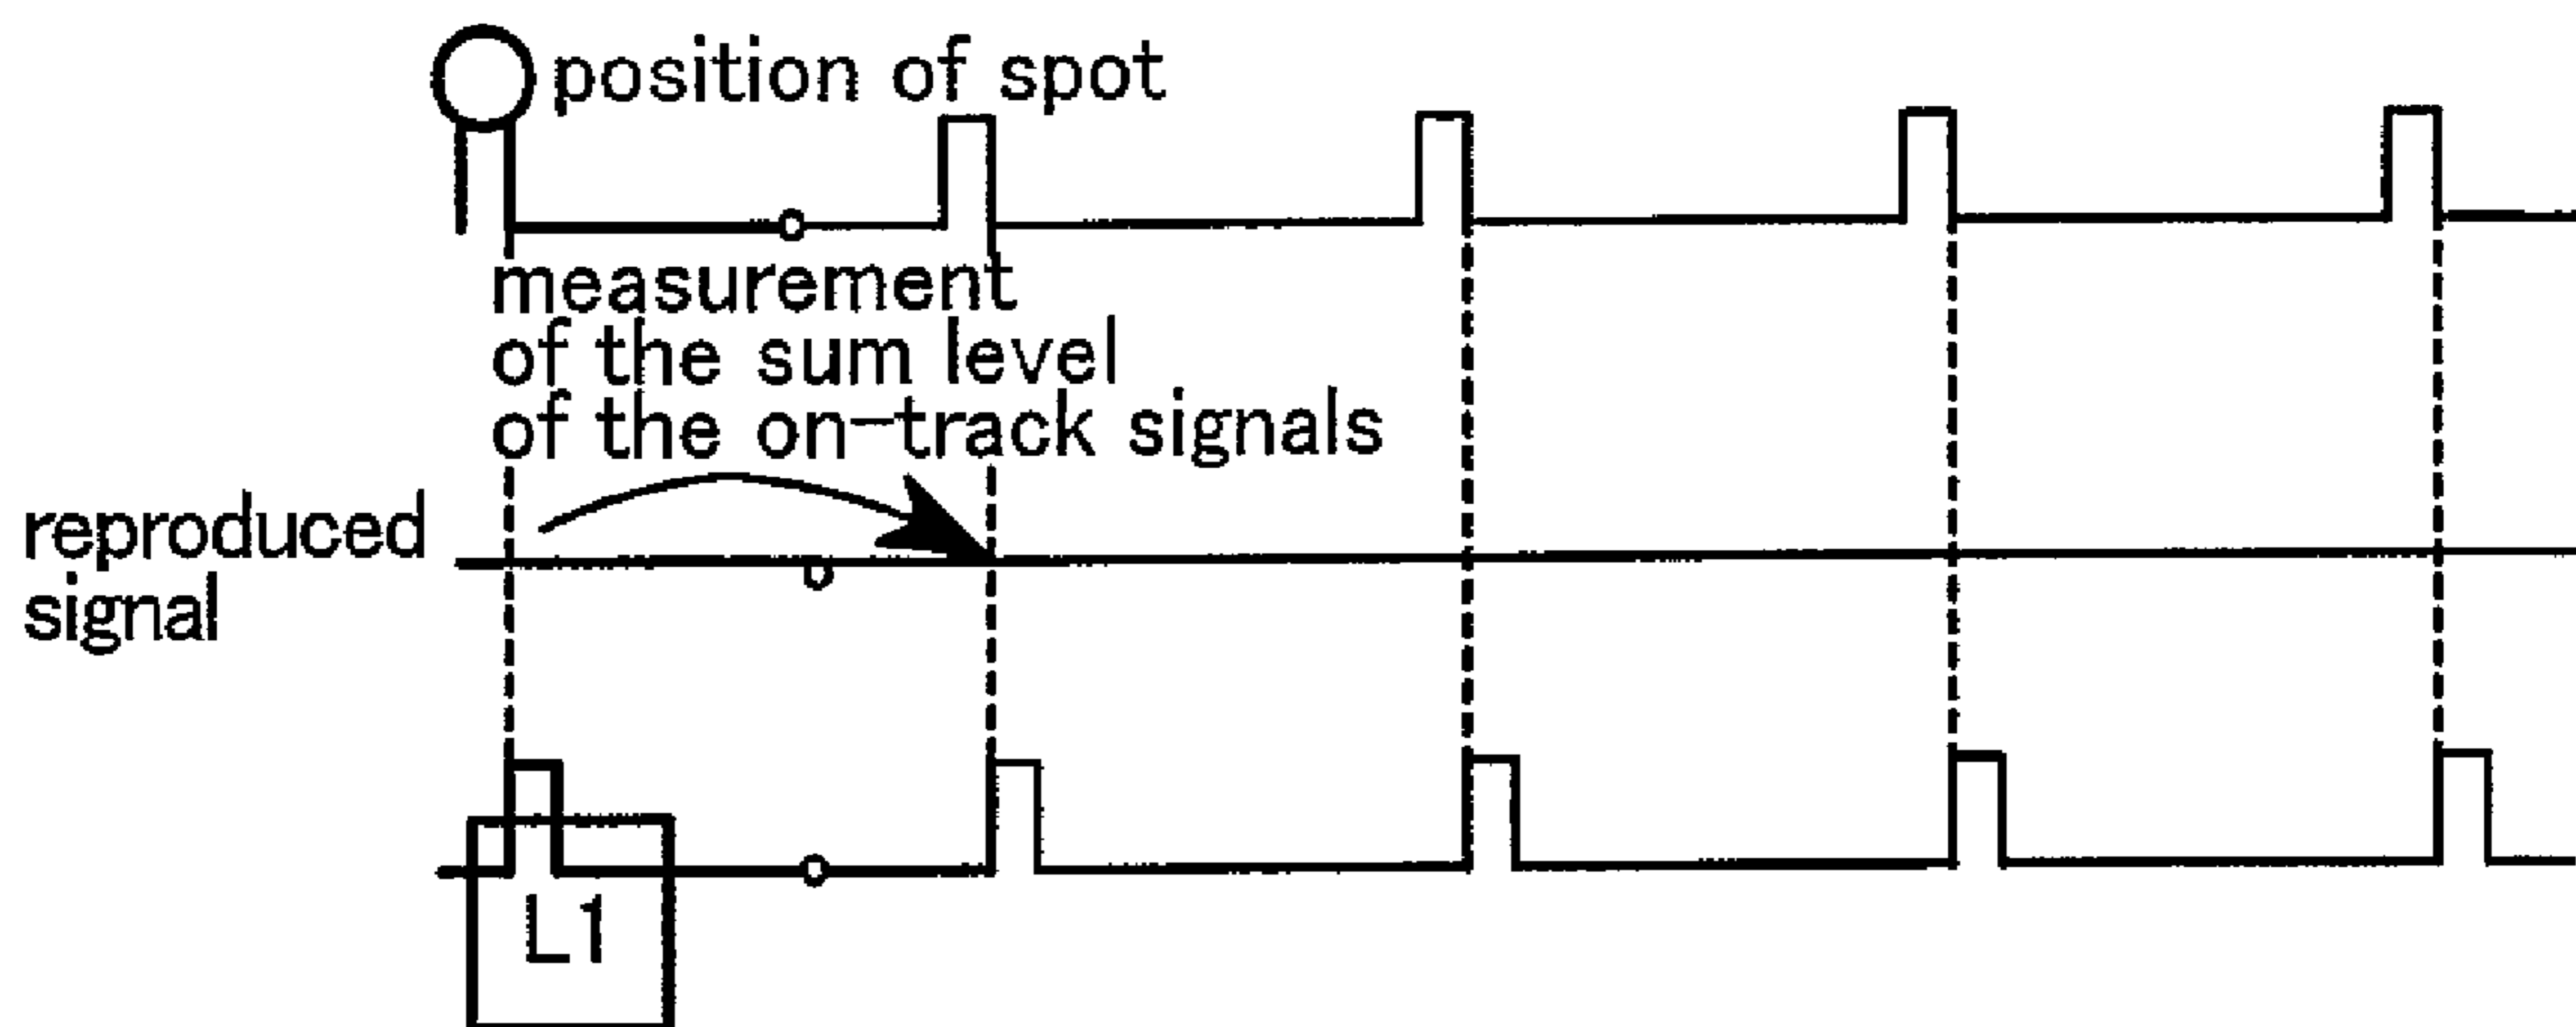 position of spot
measurement
of the sum level
of the on-track signals
reproduced
signal
L1